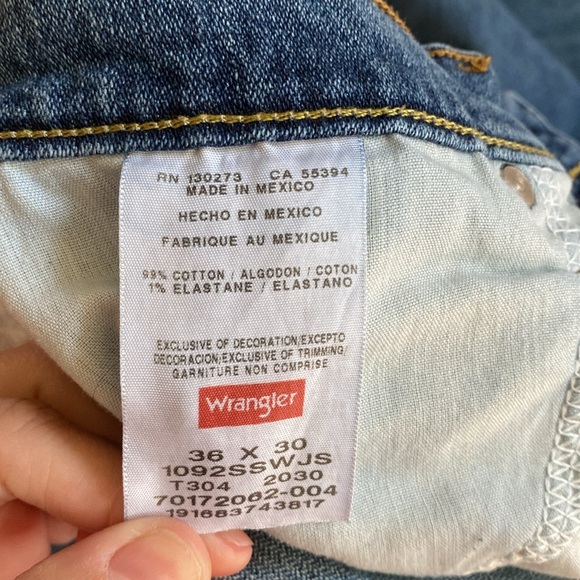 RN 130273 CA 55394
MADE IN MEXICO
HECHO EN MEXICO
FABRIQUE AU MEXIQUE
99% COTTON / ALGODON / COTON
1% ELASTANE / ELASTANO
EXCLUSIVE OF DECORATION/EXCEPTO
DECORACION/EXCLUSIVE OF TRIMMING/
GARNITURE NON COMPRISE
Wrangler
36 X 30
1092SSWJS
T304 2030
70172062-004
191683743817